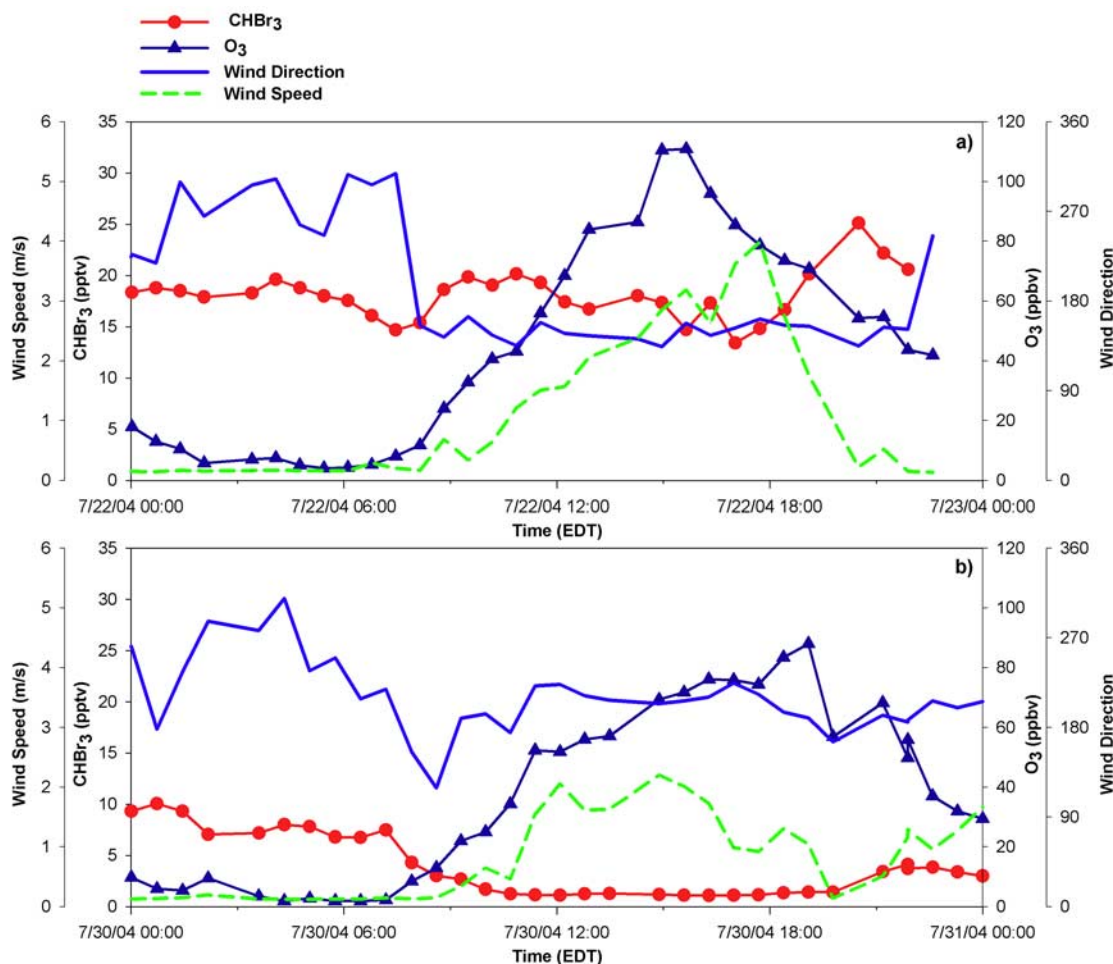 CHBr3
O3
Wind Direction
Wind Speed
6 35 120 360
a)
30
5 100
25 270
4 80
20
3 60 180
15
2 40
10 90
1 20
5
0 0 0 0
Wind Speed (m/s)
CHBr3 (pptv)
O3 (ppbv)
Wind Direction
7/22/04 00:00 7/22/04 06:00 7/22/04 12:00 7/22/04 18:00 7/23/04 00:00
Time (EDT)
6 35 120 360
b)
30
5 100
25 270
4 80
20
3 60 180
15
2 40
10 90
1 20
5
0 0 0 0
Wind Speed (m/s)
CHBr3 (pptv)
O3 (ppbv)
Wind Direction
7/30/04 00:00 7/30/04 06:00 7/30/04 12:00 7/30/04 18:00 7/31/04 00:00
Time (EDT)